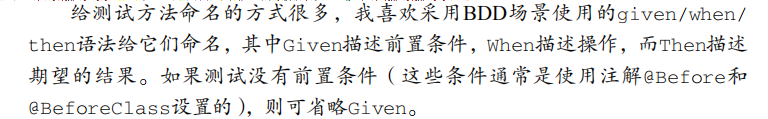 给测试方法命名的方式很多，我喜欢采用BDD场景使用的given/when/
then语法给它们命名，其中Given描述前置条件，When描述操作，而Then描述
期望的结果。如果测试没有前置条件（这些条件通常是使用注解@Before和
@BeforeClass设置的），则可省略Given。